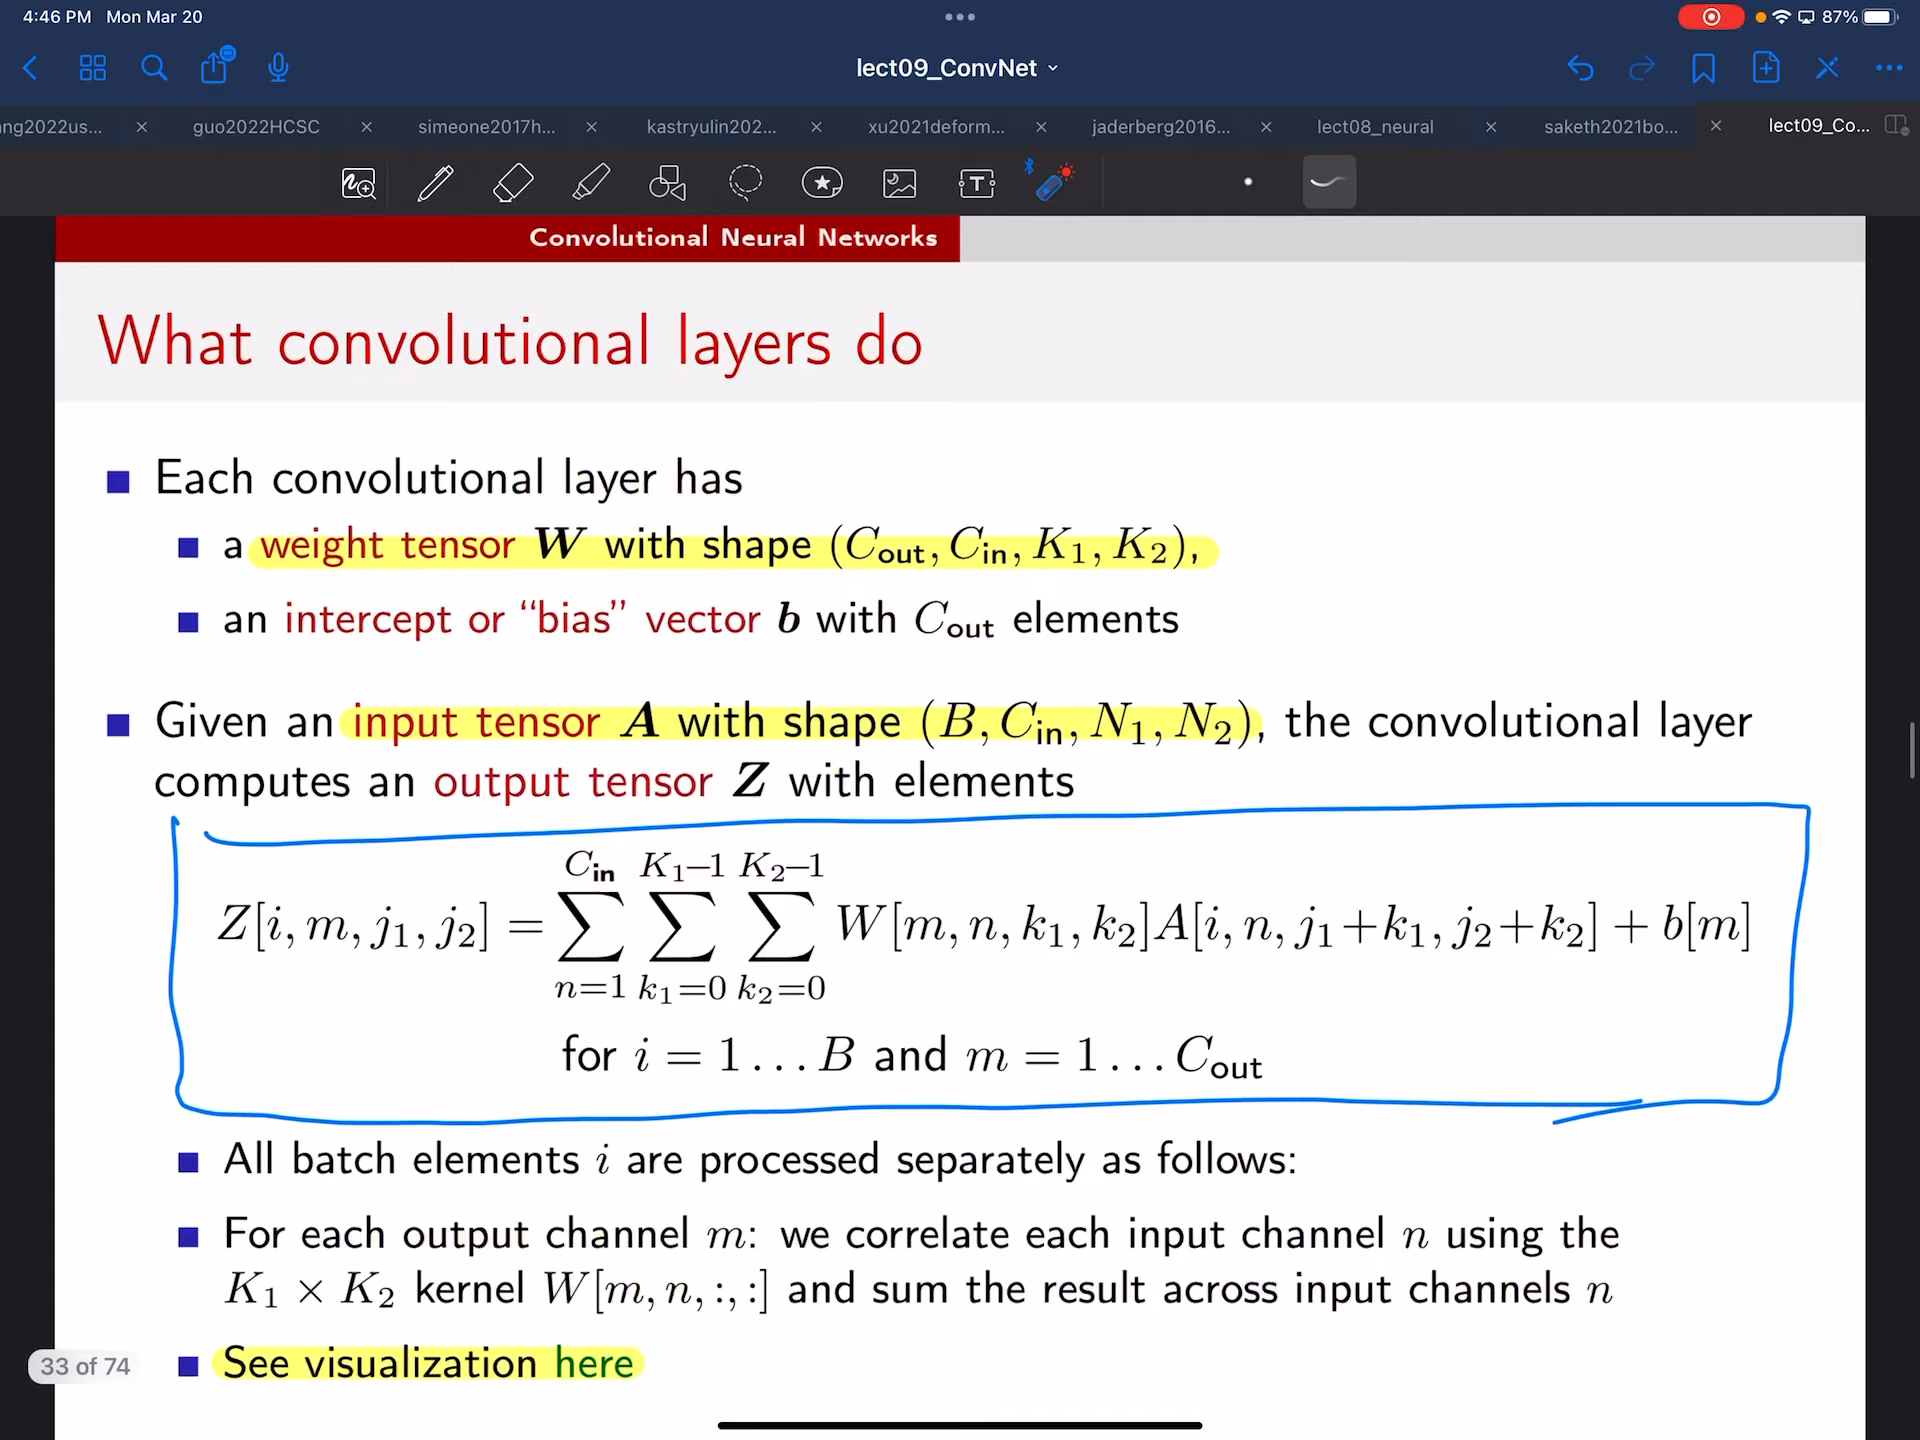 4:46 PM Mon Mar 20
87%
lect09_ConvNet
ang2022us...
guo2022HCSC
simeone2017h...
kastryulin202...
xu2021deform...
jaderberg2016...
lect08_neural
saketh2021bo...
lect09_Co...
Convolutional Neural Networks
What convolutional layers do
Each convolutional layer has
a weight tensor W with shape (C_out, C_in, K_1, K_2),
an intercept or “bias” vector b with C_out elements
Given an input tensor A with shape (B, C_in, N_1, N_2), the convolutional layer
computes an output tensor Z with elements
Z[i, m, j_1, j_2] = \sum_{n=1}^{C_in} \sum_{k_1=0}^{K_1-1} \sum_{k_2=0}^{K_2-1} W[m, n, k_1, k_2]A[i, n, j_1+k_1, j_2+k_2] + b[m]
for i = 1 . . . B and m = 1 . . . C_out
All batch elements i are processed separately as follows:
For each output channel m: we correlate each input channel n using the
K_1 × K_2 kernel W[m, n, :, :] and sum the result across input channels n
See visualization here
33 of 74